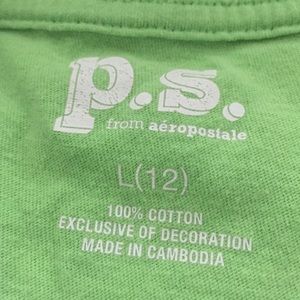 p.s.
from aéropostale
L(12)
100% COTTON
EXCLUSIVE OF DECORATION
MADE IN CAMBODIA